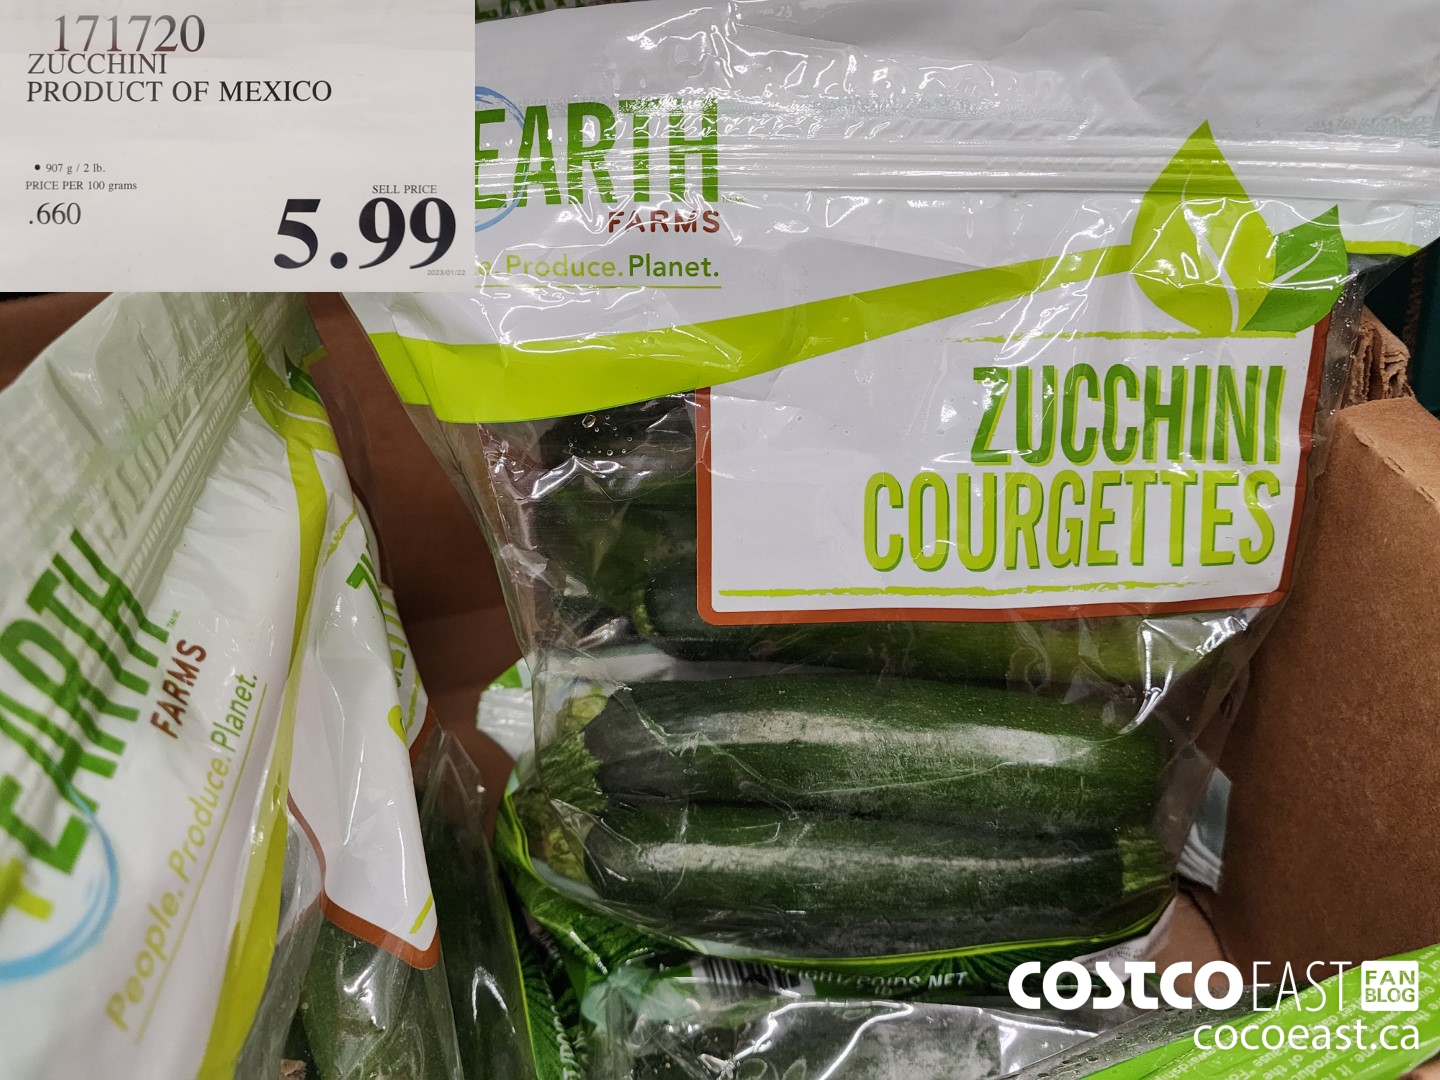 171720
ZUCCHINI
PRODUCT OF MEXICO
• 907 g / 2 lb.
PRICE PER 100 grams
.660
SELL PRICE
5.99
2023/01/22
EARTH
FARMS
e. Produce. Planet.
ZUCCHINI
COURGETTES
EARTH
FARMS
People. Produce. Planet.
COSTCO EAST FAN BLOG
cocoeast.ca